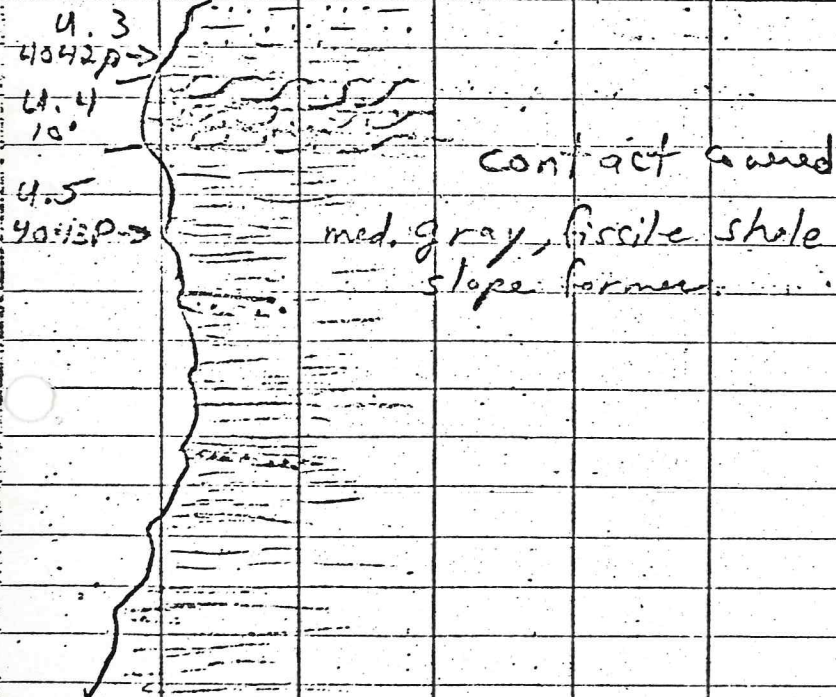 U.3
4042p→
U.4
10'
contact covered
U.5
4043P→
med. gray, fissile shale
slope former.